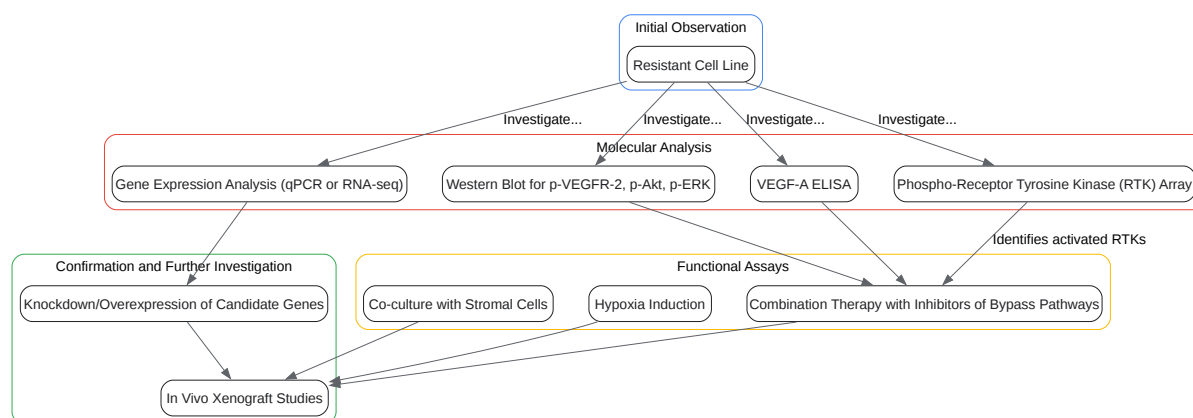 Initial Observation
Resistant Cell Line
Investigate...
Investigate...
Investigate...
Investigate...
Molecular Analysis
Gene Expression Analysis (qPCR or RNA-seq)
Western Blot for p-VEGFR-2, p-Akt, p-ERK
VEGF-A ELISA
Phospho-Receptor Tyrosine Kinase (RTK) Array
Identifies activated RTKs
Confirmation and Further Investigation
Functional Assays
Knockdown/Overexpression of Candidate Genes
Co-culture with Stromal Cells
Hypoxia Induction
Combination Therapy with Inhibitors of Bypass Pathways
In Vivo Xenograft Studies